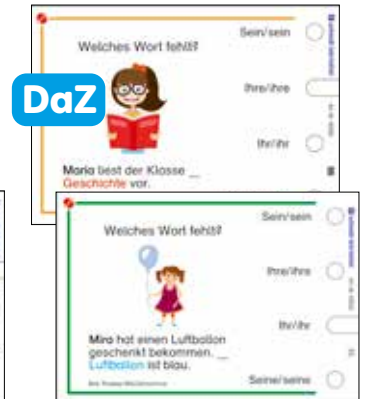 Welches Wort fehlt?
Sein/sein
Ihre/ihre
Ihr/ihr
DaZ
Maria liest der Klasse __
Geschichte vor.
Welches Wort fehlt?
Sein/sein
Ihre/ihre
Ihr/ihr
Seine/seine
Mira hat einen Luftballon
geschenkt bekommen. __
Luftballon ist blau.